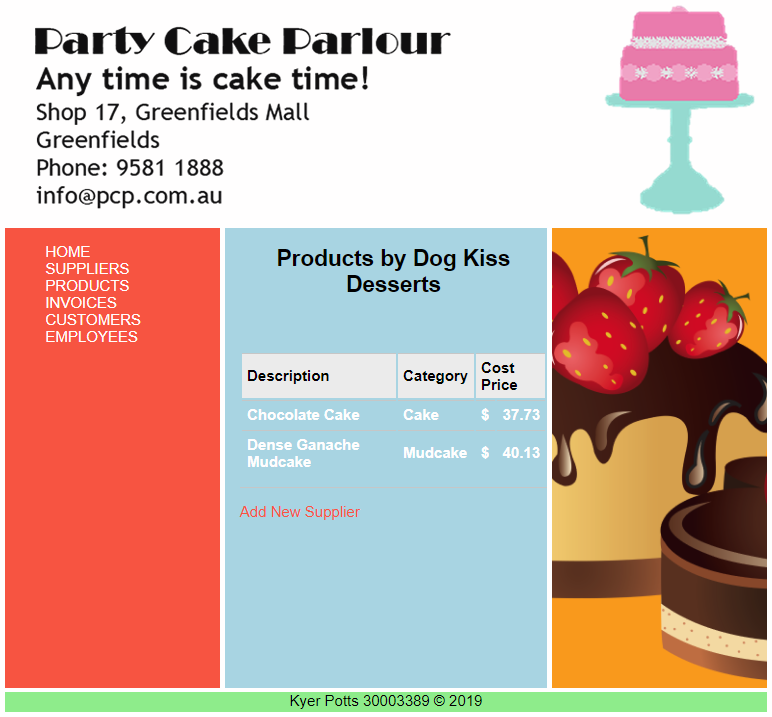 Party Cake Parlour
Any time is cake time!
Shop 17, Greenfields Mall
Greenfields
Phone: 9581 1888
info@pcp.com.au
HOME
SUPPLIERS
PRODUCTS
INVOICES
CUSTOMERS
EMPLOYEES
Products by Dog Kiss
Desserts
Description Category Cost
Price
Chocolate Cake Cake $ 37.73
Dense Ganache
Mudcake Mudcake $ 40.13
Add New Supplier
Kyer Potts 30003389 © 2019